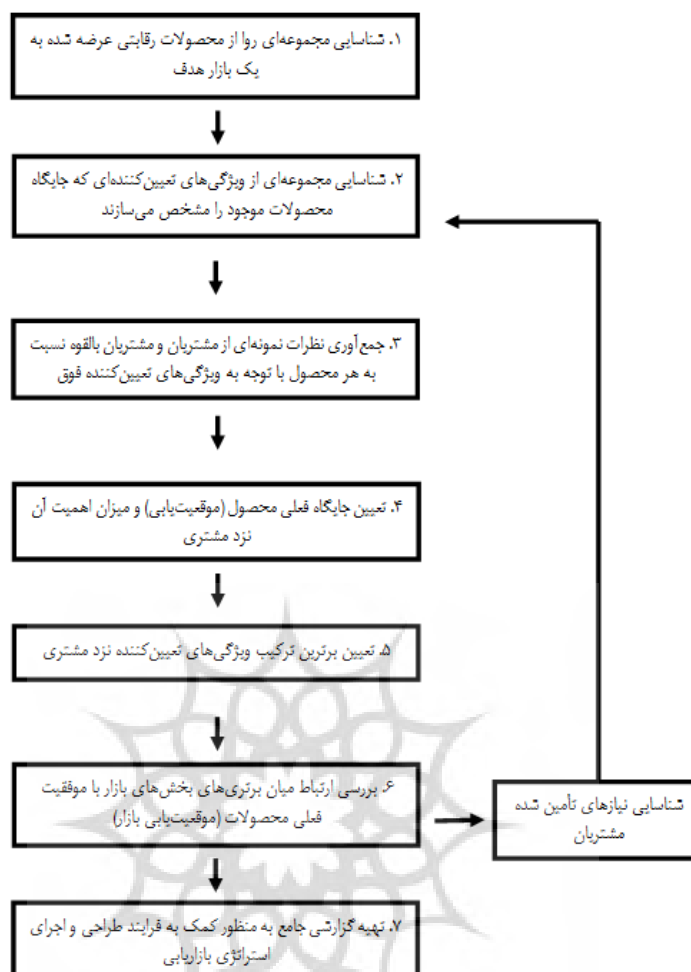 ۱. شناسایی مجموعه‌ای روا از محصولات رقابتی عرضه شده به
یک بازار هدف
۲. شناسایی مجموعه‌ای از ویژگی‌های تعیین‌کننده‌ای که جایگاه
محصولات موجود را مشخص می‌سازند
۳. جمع‌آوری نظرات نمونه‌ای از مشتریان و مشتریان بالقوه نسبت
به هر محصول با توجه به ویژگی‌های تعیین‌کننده فوق
۴. تعیین جایگاه فعلی محصول (موقعیت‌یابی) و میزان اهمیت آن
نزد مشتری
۵. تعیین برترین ترکیب ویژگی‌های تعیین‌کننده نزد مشتری
۶. بررسی ارتباط میان برتری‌های بخش‌های بازار با موفقیت
فعلی محصولات (موقعیت‌یابی بازار)
شناسایی نیازهای تأمین شده
مشتریان
۷. تهیه گزارشی جامع به منظور کمک به فرایند طراحی و اجرای
استراتژی بازاریابی